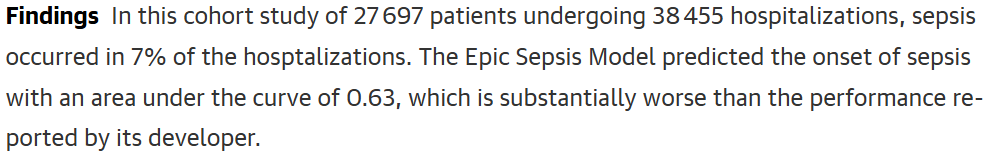 Findings In this cohort study of 27 697 patients undergoing 38 455 hospitalizations, sepsis
occurred in 7% of the hosptalizations. The Epic Sepsis Model predicted the onset of sepsis
with an area under the curve of 0.63, which is substantially worse than the performance re-
ported by its developer.